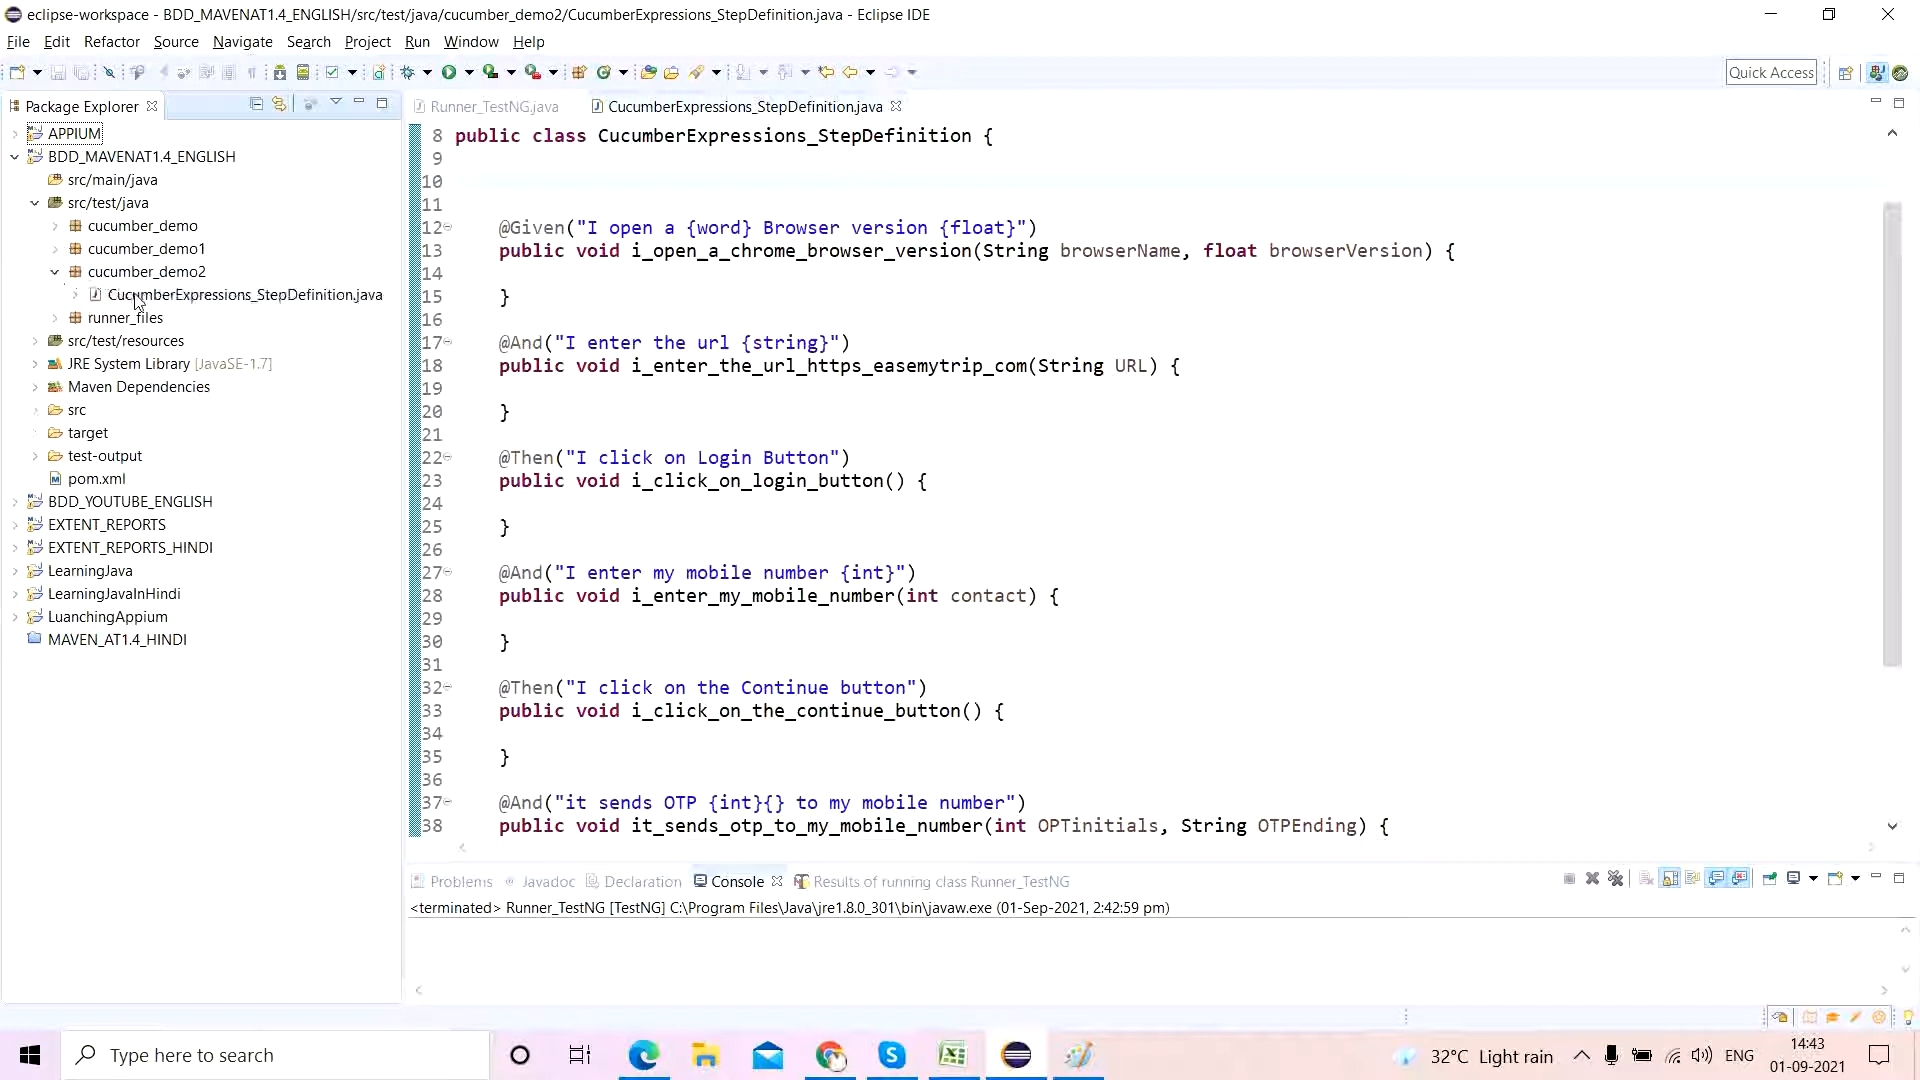 eclipse-workspace - BDD_MAVENAT1.4_ENGLISH/src/test/java/cucumber_demo2/CucumberExpressions_StepDefinition.java - Eclipse IDE
File Edit Refactor Source Navigate Search Project Run Window Help
Quick Access
Package Explorer
APPIUM
BDD_MAVENAT1.4_ENGLISH
src/main/java
src/test/java
cucumber_demo
cucumber_demo1
cucumber_demo2
CucumberExpressions_StepDefinition.java
runner_files
src/test/resources
JRE System Library [JavaSE-1.7]
Maven Dependencies
src
target
test-output
pom.xml
BDD_YOUTUBE_ENGLISH
EXTENT_REPORTS
EXTENT_REPORTS_HINDI
LearningJava
LearningJavaInHindi
LuanchingAppium
MAVEN_AT1.4_HINDI
Runner_TestNG.java CucumberExpressions_StepDefinition.java
8 public class CucumberExpressions_StepDefinition {
9
10
11
12 @Given("I open a {word} Browser version {float}")
13 public void i_open_a_chrome_browser_version(String browserName, float browserVersion) {
14
15 }
16
17 @And("I enter the url {string}")
18 public void i_enter_the_url_https_easemytrip_com(String URL) {
19
20 }
21
22 @Then("I click on Login Button")
23 public void i_click_on_login_button() {
24
25 }
26
27 @And("I enter my mobile number {int}")
28 public void i_enter_my_mobile_number(int contact) {
29
30 }
31
32 @Then("I click on the Continue button")
33 public void i_click_on_the_continue_button() {
34
35 }
36
37 @And("it sends OTP {int}{} to my mobile number")
38 public void it_sends_otp_to_my_mobile_number(int OPTinitials, String OTPEnding) {
Problems Javadoc Declaration Console Results of running class Runner_TestNG
<terminated> Runner_TestNG [TestNG] C:\Program Files\Java\jre1.8.0_301\bin\javaw.exe (01-Sep-2021, 2:42:59 pm)
Type here to search
32°C Light rain
ENG
14:43
01-09-2021